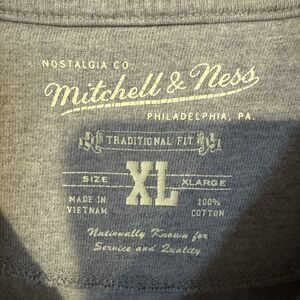 NOSTALGIA CO.
Mitchell & Ness
PHILADELPHIA, PA.
TRADITIONAL FIT
SIZE XL XLARGE
MADE IN VIETNAM
100% COTTON
Nationally Known for
Service and Quality